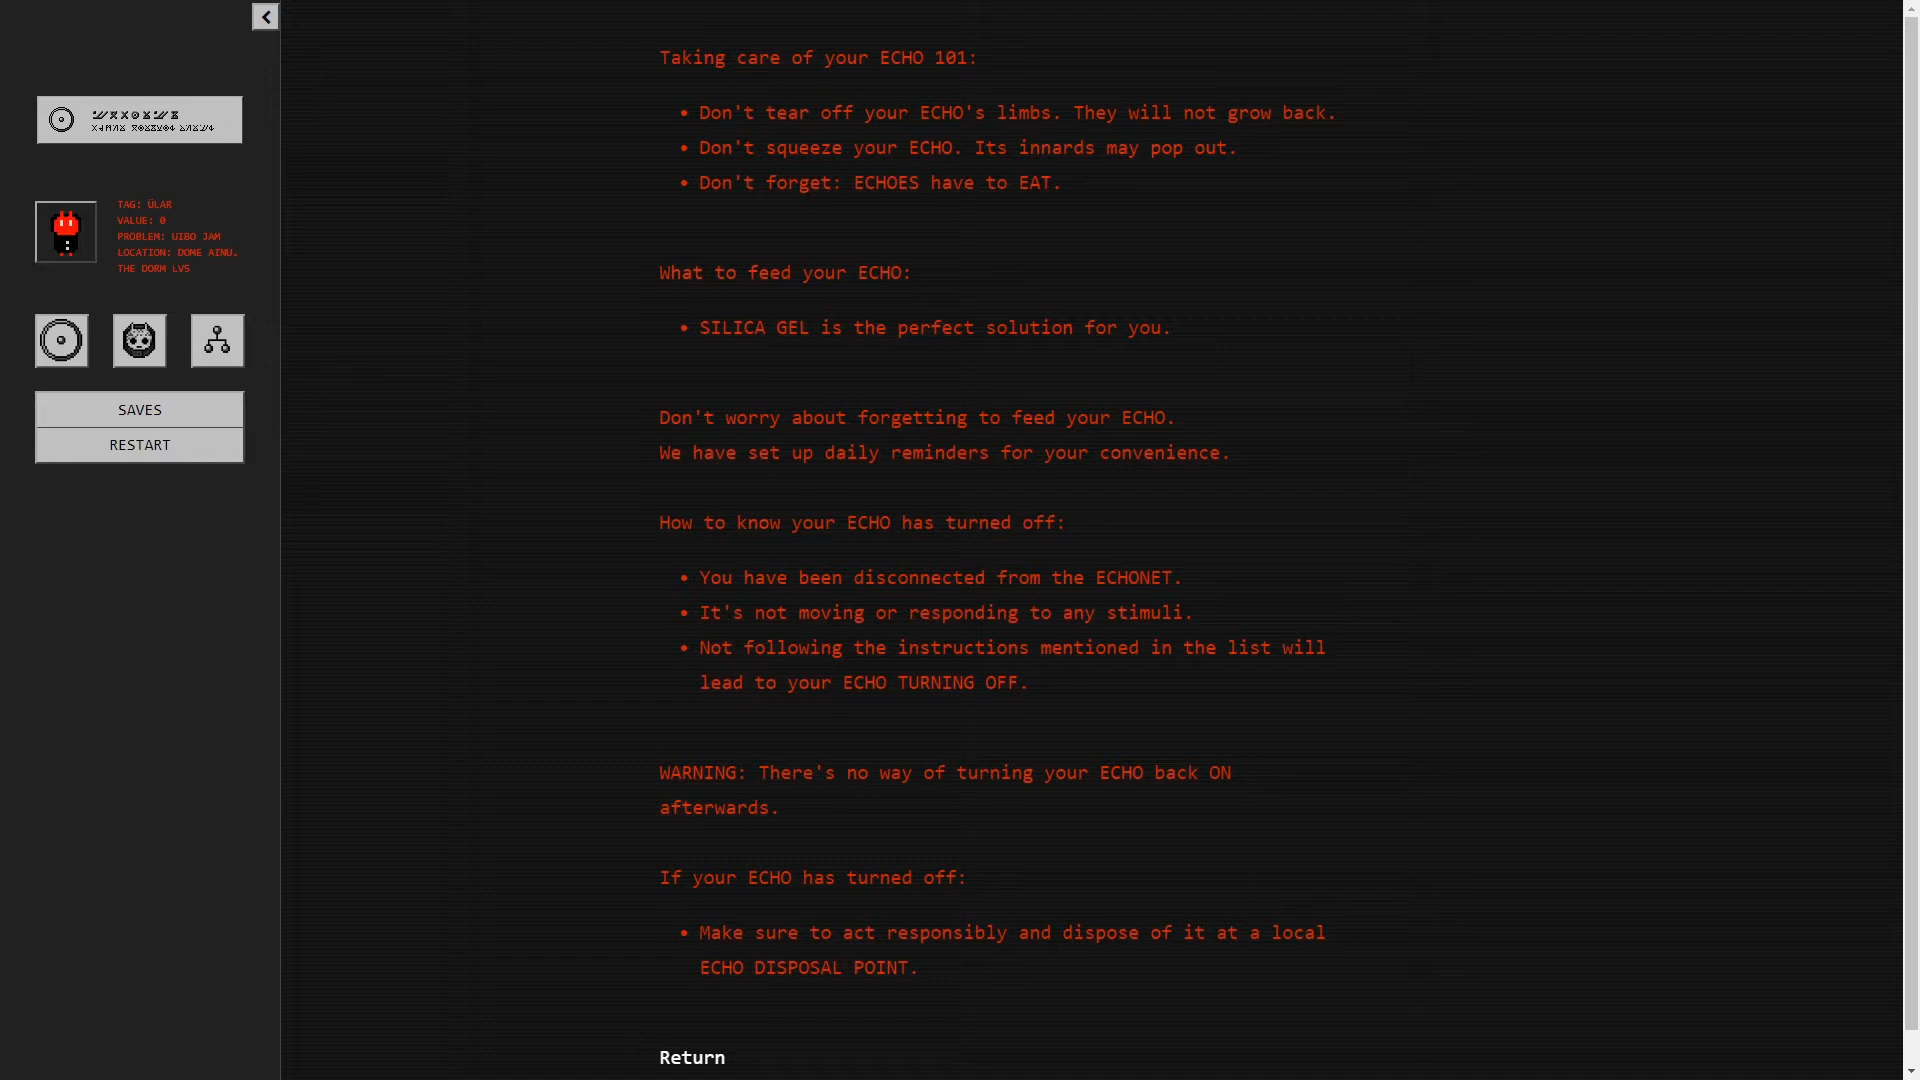 TAG: ÜLAR
VALUE: 0
PROBLEM: UIBO JAM
LOCATION: DOME AINU.
THE DORM LV5
SAVES
RESTART
Taking care of your ECHO 101:
• Don't tear off your ECHO's limbs. They will not grow back.
• Don't squeeze your ECHO. Its innards may pop out.
• Don't forget: ECHOES have to EAT.
What to feed your ECHO:
• SILICA GEL is the perfect solution for you.
Don't worry about forgetting to feed your ECHO.
We have set up daily reminders for your convenience.
How to know your ECHO has turned off:
• You have been disconnected from the ECHONET.
• It's not moving or responding to any stimuli.
• Not following the instructions mentioned in the list will
lead to your ECHO TURNING OFF.
WARNING: There's no way of turning your ECHO back ON
afterwards.
If your ECHO has turned off:
• Make sure to act responsibly and dispose of it at a local
ECHO DISPOSAL POINT.
Return